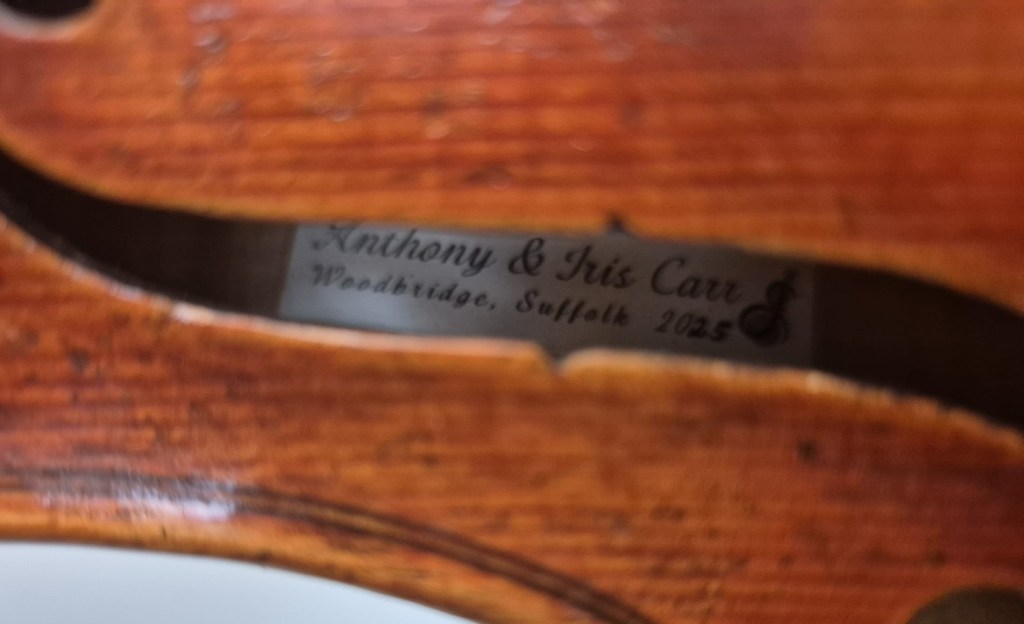 Anthony & Iris Carr
Woodbridge, Suffolk 2025